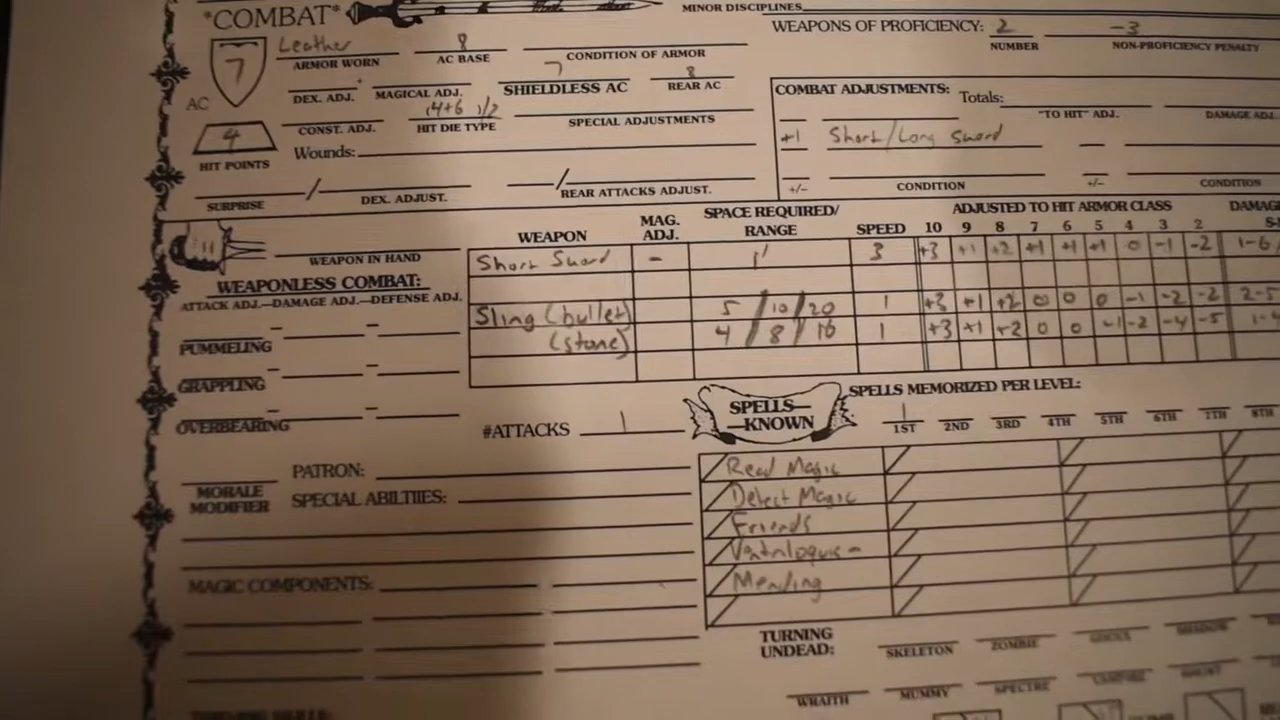 *COMBAT*
MINOR DISCIPLINES
WEAPONS OF PROFICIENCY: 2 -3
NUMBER NON-PROFICIENCY PENALTY
Leather 8
ARMOR WORN AC BASE CONDITION OF ARMOR
7
AC
7 8
DEX. ADJ. MAGICAL ADJ. SHIELDLESS AC REAR AC
COMBAT ADJUSTMENTS: Totals:
"TO HIT" ADJ. DAMAGE ADJ.
CONST. ADJ. HIT DIE TYPE SPECIAL ADJUSTMENTS
+1 Short/Long Sword
4
HIT POINTS
Wounds:
+/- CONDITION +/- CONDITION
SURPRISE / DEX. ADJUST. / REAR ATTACKS ADJUST.
WEAPON IN HAND
WEAPON MAG. ADJ. SPACE REQUIRED/ RANGE SPEED ADJUSTED TO HIT ARMOR CLASS DAMAGE
10 9 8 7 6 5 4 3 2 S-
Short Sword - 1' 3 +3 +1 +2 +1 +1 +1 0 -1 -2 1-6
WEAPONLESS COMBAT:
ATTACK ADJ.—DAMAGE ADJ.—DEFENSE ADJ.
Sling (bullet) 5 / 10 / 20 1 +3 +1 +2 0 0 0 -1 -2 -2 2-5
(stone) 4 / 8 / 16 1 +3 +1 +2 0 0 -1 -2 -4 -5 1-4
PUMMELING - -
GRAPPLING - -
OVERBEARING - -
#ATTACKS 1
SPELLS—
—KNOWN
SPELLS MEMORIZED PER LEVEL:
1
1ST 2ND 3RD 4TH 5TH 6TH 7TH 8TH
MORALE MODIFIER
PATRON:
SPECIAL ABILTIIES:
Read Magic
Detect Magic
Friends
Mending
MAGIC COMPONENTS:
TURNING UNDEAD:
SKELETON ZOMBIE SHADOW
WRAITH MUMMY SPECTRE VAMPIRE GHOST